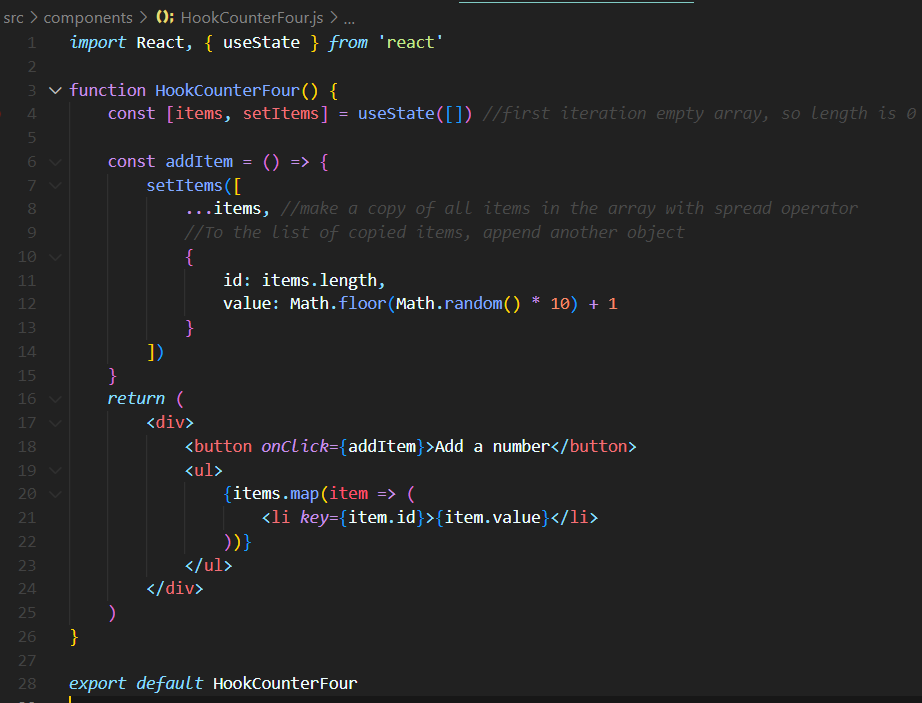 src > components > HookCounterFour.js > ...
1 import React, { useState } from 'react'
2
3 function HookCounterFour() {
4     const [items, setItems] = useState([]) //first iteration empty array, so length is 0
5
6     const addItem = () => {
7         setItems([
8             ...items, //make a copy of all items in the array with spread operator
9             //To the list of copied items, append another object
10             {
11                 id: items.length,
12                 value: Math.floor(Math.random() * 10) + 1
13             }
14         ])
15     }
16     return (
17         <div>
18             <button onClick={addItem}>Add a number</button>
19             <ul>
20                 {items.map(item => (
21                     <li key={item.id}>{item.value}</li>
22                 ))}
23             </ul>
24         </div>
25     )
26 }
27
28 export default HookCounterFour